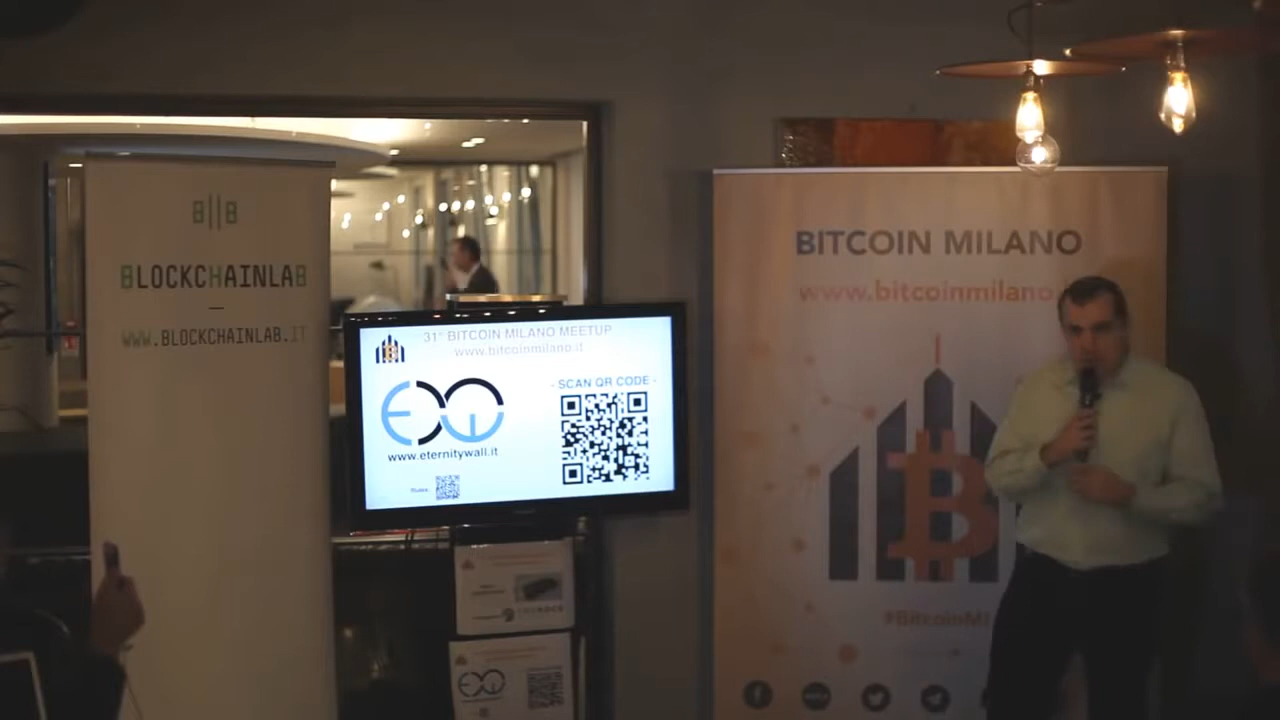 B||B
BLOCKCHAINLAB
WWW.BLOCKCHAINLAB.IT
31° BITCOIN MILANO MEETUP
www.bitcoinmilano.it
- SCAN QR CODE -
www.eternitywall.it
Rules:
BITCOIN MILANO
www.bitcoinmilano.
#BitcoinMI